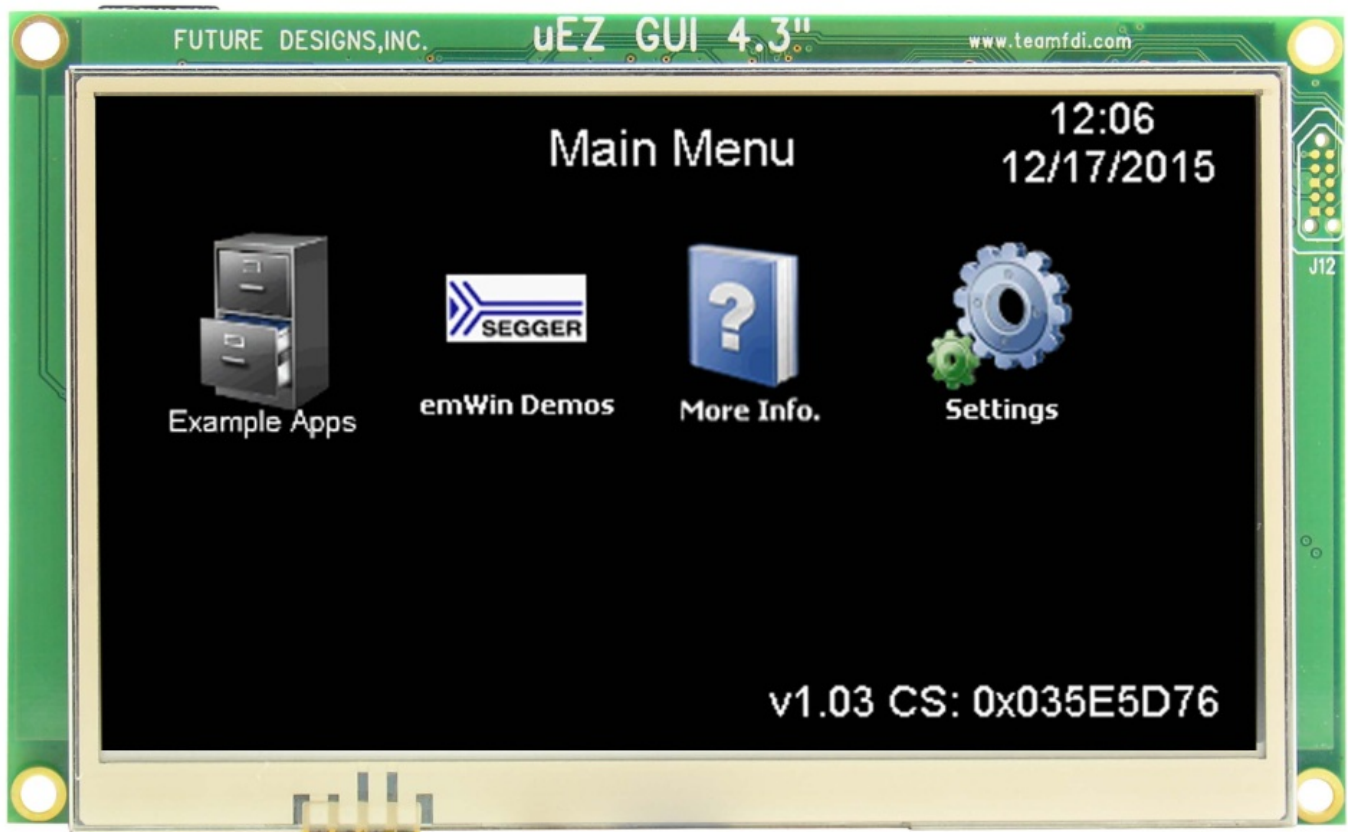 FUTURE DESIGNS,INC. uEZ GUI 4.3" www.teamfdi.com
Main Menu
12:06
12/17/2015
J12
SEGGER
Example Apps
emWin Demos
More Info.
Settings
v1.03 CS: 0x035E5D76